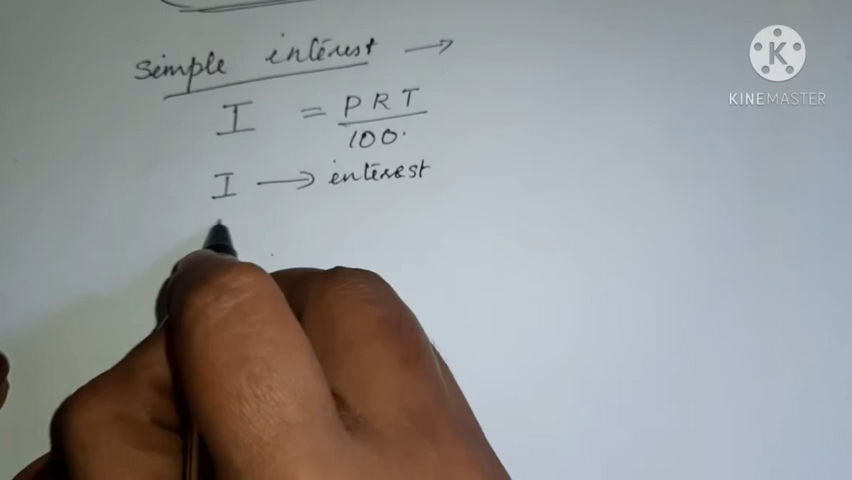 simple interest →
I = PRT/100.
I → interest
K
KINEMASTER